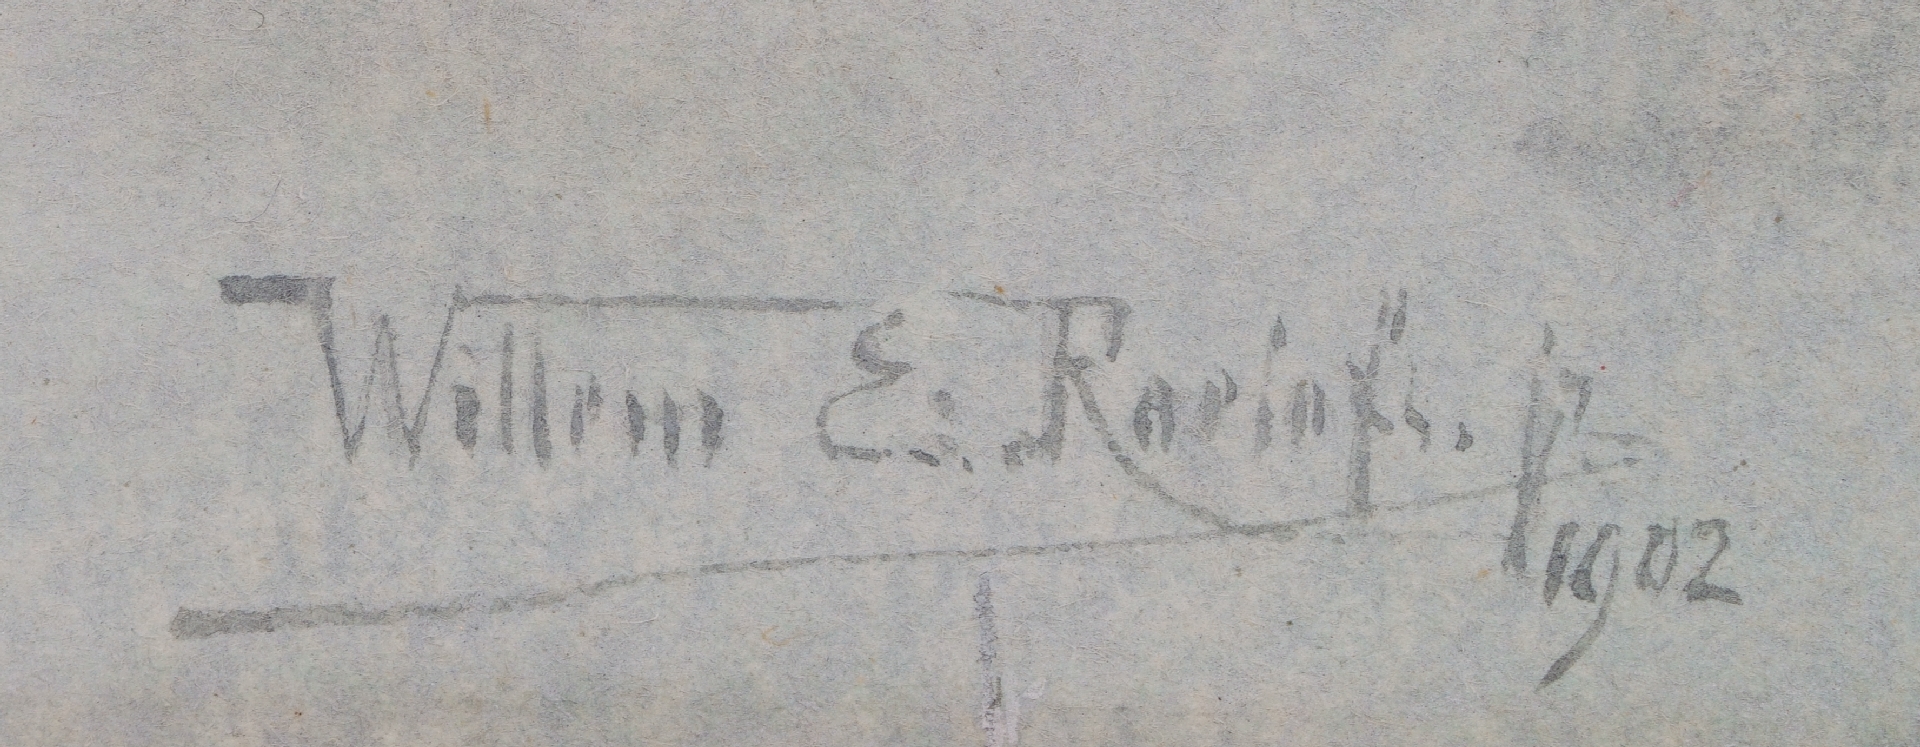 Willem E. Roelofs. jr
1902